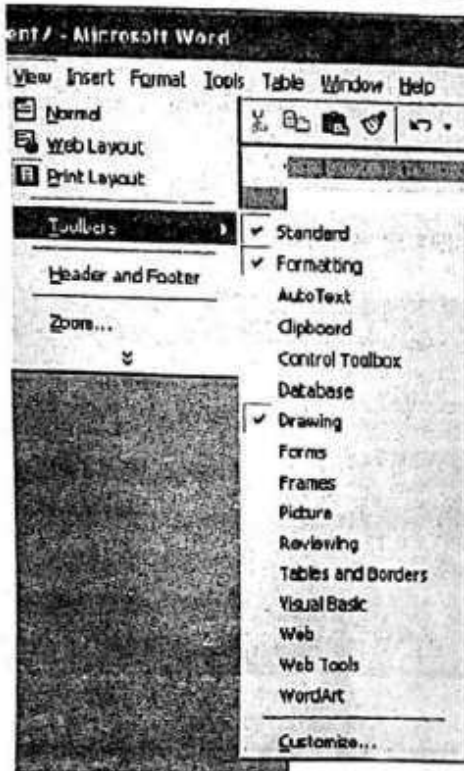 ent7 - Microsoft Word
View Insert Format Tools Table Window Help
Normal
Web Layout
Print Layout
Toolbars
Header and Footer
Zoom...
Standard
Formatting
AutoText
Clipboard
Control Toolbox
Database
Drawing
Forms
Frames
Picture
Reviewing
Tables and Borders
Visual Basic
Web
Web Tools
WordArt
Customize...